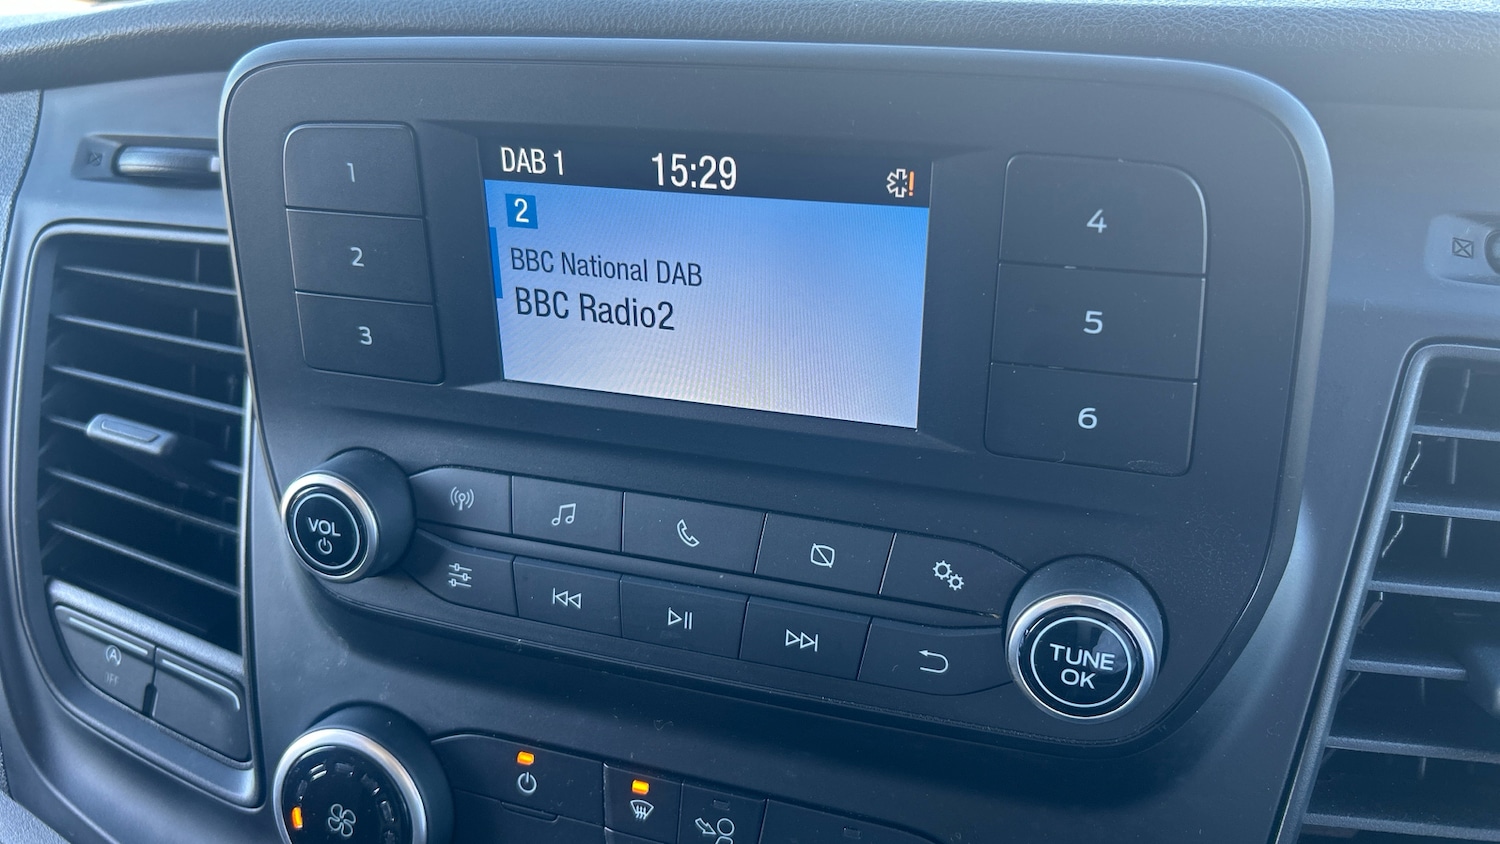 DAB 1 15:29
2
BBC National DAB
BBC Radio2
1
2
3
4
5
6
VOL
TUNE
OK
(A)
OFF